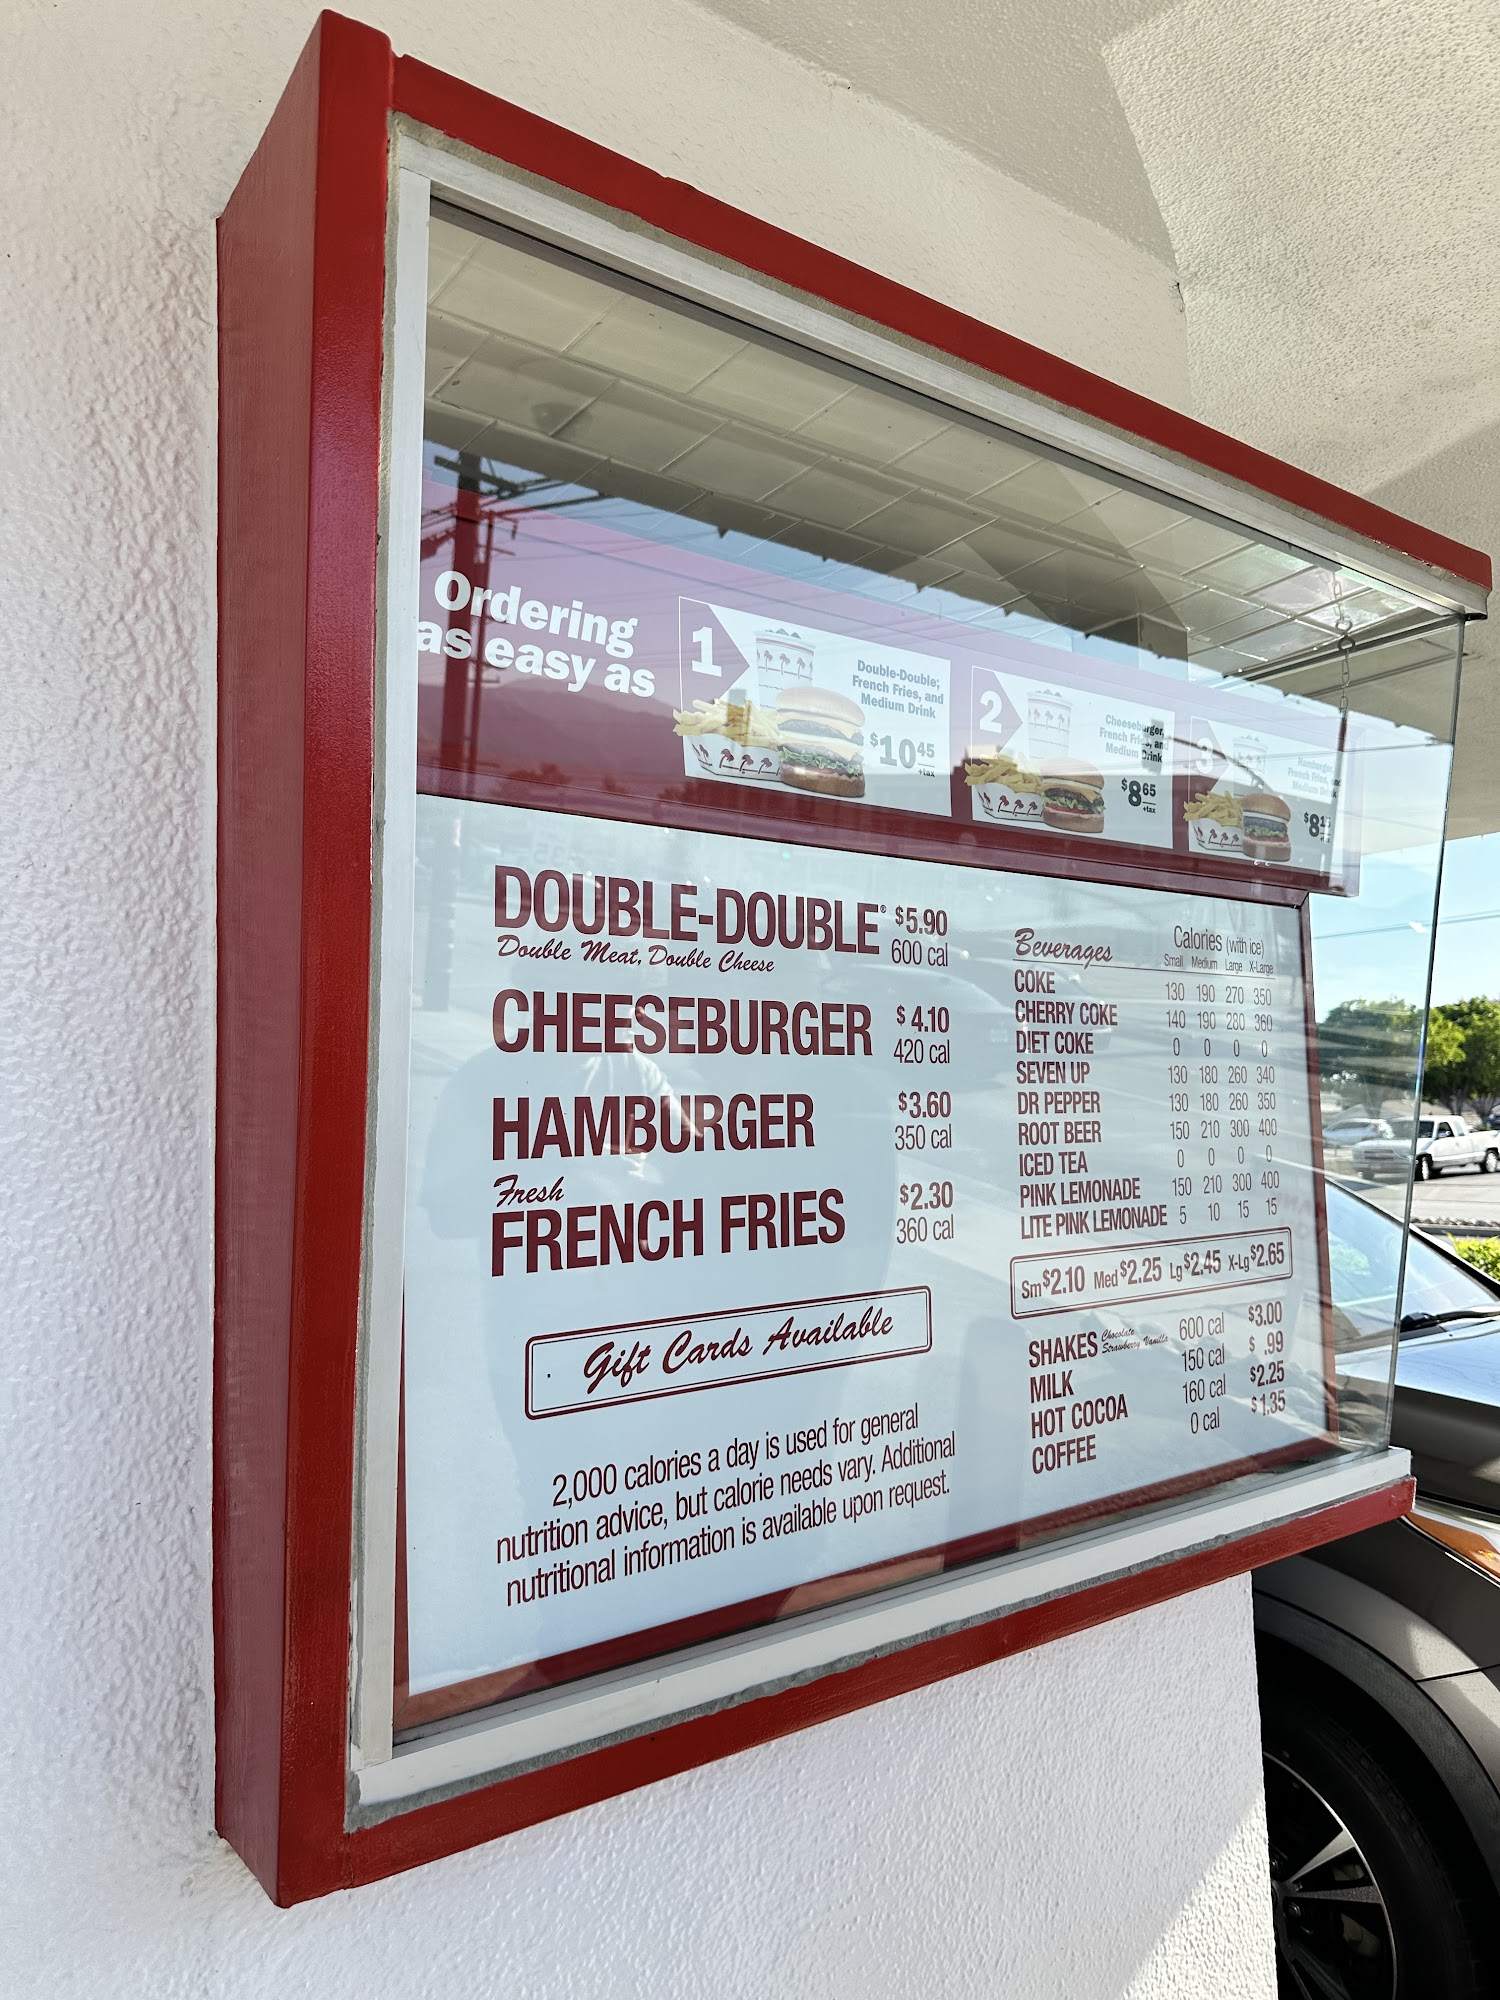 Ordering
as easy as
1
Double-Double,
French Fries, and
Medium Drink
$10 45
+tax
2
Cheeseburger,
French Fries, and
Medium Drink
$8 65
+tax
3
Hamburger,
French Fries, and
Medium Drink
$8 15
DOUBLE-DOUBLE® $5.90
Double Meat, Double Cheese 600 cal
CHEESEBURGER $4.10
420 cal
HAMBURGER $3.60
350 cal
Fresh
FRENCH FRIES $2.30
360 cal
Gift Cards Available
2,000 calories a day is used for general
nutrition advice, but calorie needs vary. Additional
nutritional information is available upon request.
Beverages Calories (with ice)
Small Medium Large X-Large
COKE 130 190 270 350
CHERRY COKE 140 190 280 360
DIET COKE 0 0 0 0
SEVEN UP 130 180 260 340
DR PEPPER 130 180 260 350
ROOT BEER 150 210 300 400
ICED TEA 0 0 0 0
PINK LEMONADE 150 210 300 400
LITE PINK LEMONADE 5 10 15 15
Sm $2.10 Med $2.25 Lg $2.45 X-Lg $2.65
SHAKES Chocolate Strawberry Vanilla 600 cal $3.00
MILK 150 cal $ .99
HOT COCOA 160 cal $2.25
COFFEE 0 cal $1.35